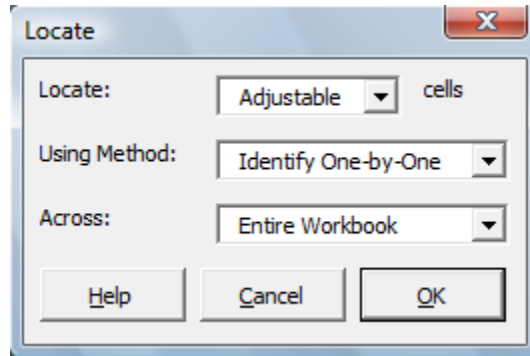 Locate
Locate: Adjustable cells
Using Method: Identify One-by-One
Across: Entire Workbook
Help Cancel OK